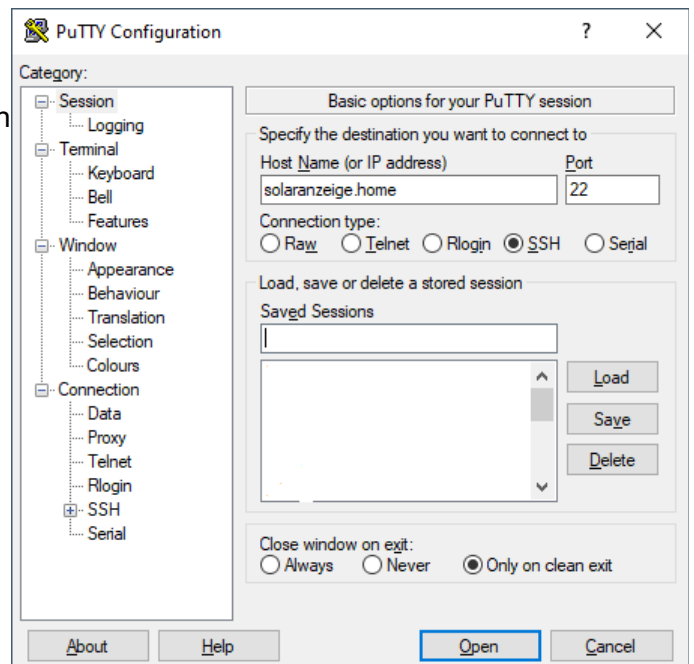 PuTTY Configuration ? X
Category:
n
Session
Logging
Terminal
Keyboard
Bell
Features
Window
Appearance
Behaviour
Translation
Selection
Colours
Connection
Data
Proxy
Telnet
Rlogin
SSH
Serial
Basic options for your PuTTY session
Specify the destination you want to connect to
Host Name (or IP address) Port
solaranzeige.home 22
Connection type:
Raw Telnet Rlogin SSH Serial
Load, save or delete a stored session
Saved Sessions
Load
Save
Delete
Close window on exit:
Always Never Only on clean exit
About Help Open Cancel